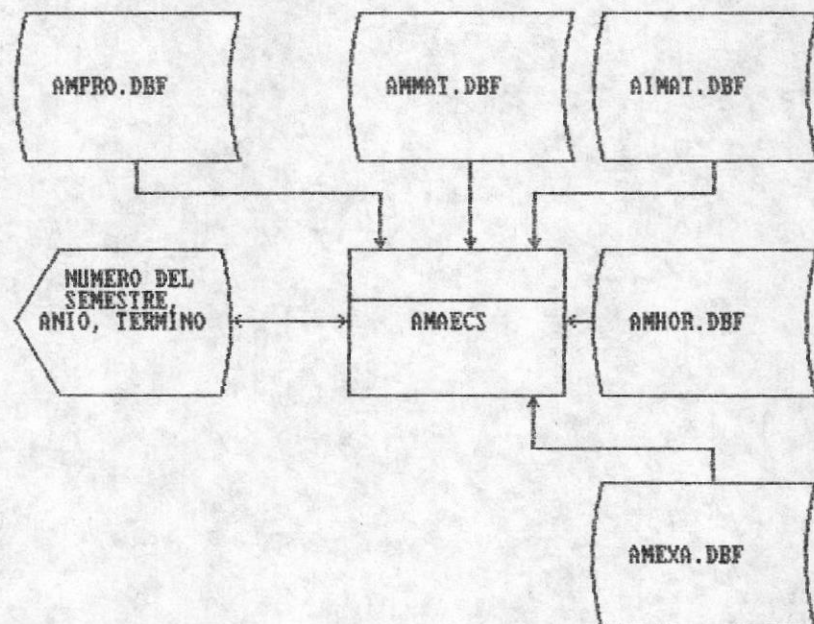 AMPRO.DBF
AMMAT.DBF
AIMAT.DBF
NUMERO DEL
SEMESTRE,
ANIO, TERMINO
AMAECS
AMHOR.DBF
AMEXA.DBF